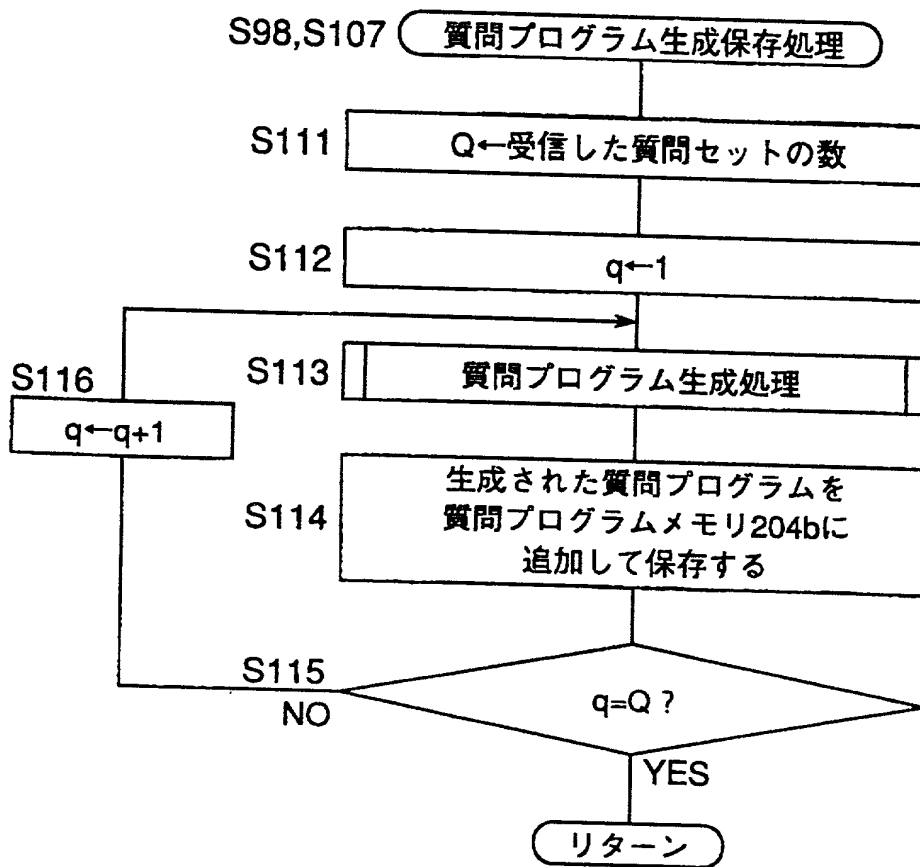 S98,S107 質問プログラム生成保存処理
S111 Q←受信した質問セットの数
S112 q←1
S116
S113 質問プログラム生成処理
q←q+1
生成された質問プログラムを
S114 質問プログラムメモリ204bに
追加して保存する
S115
q=Q ?
NO
YES
リターン